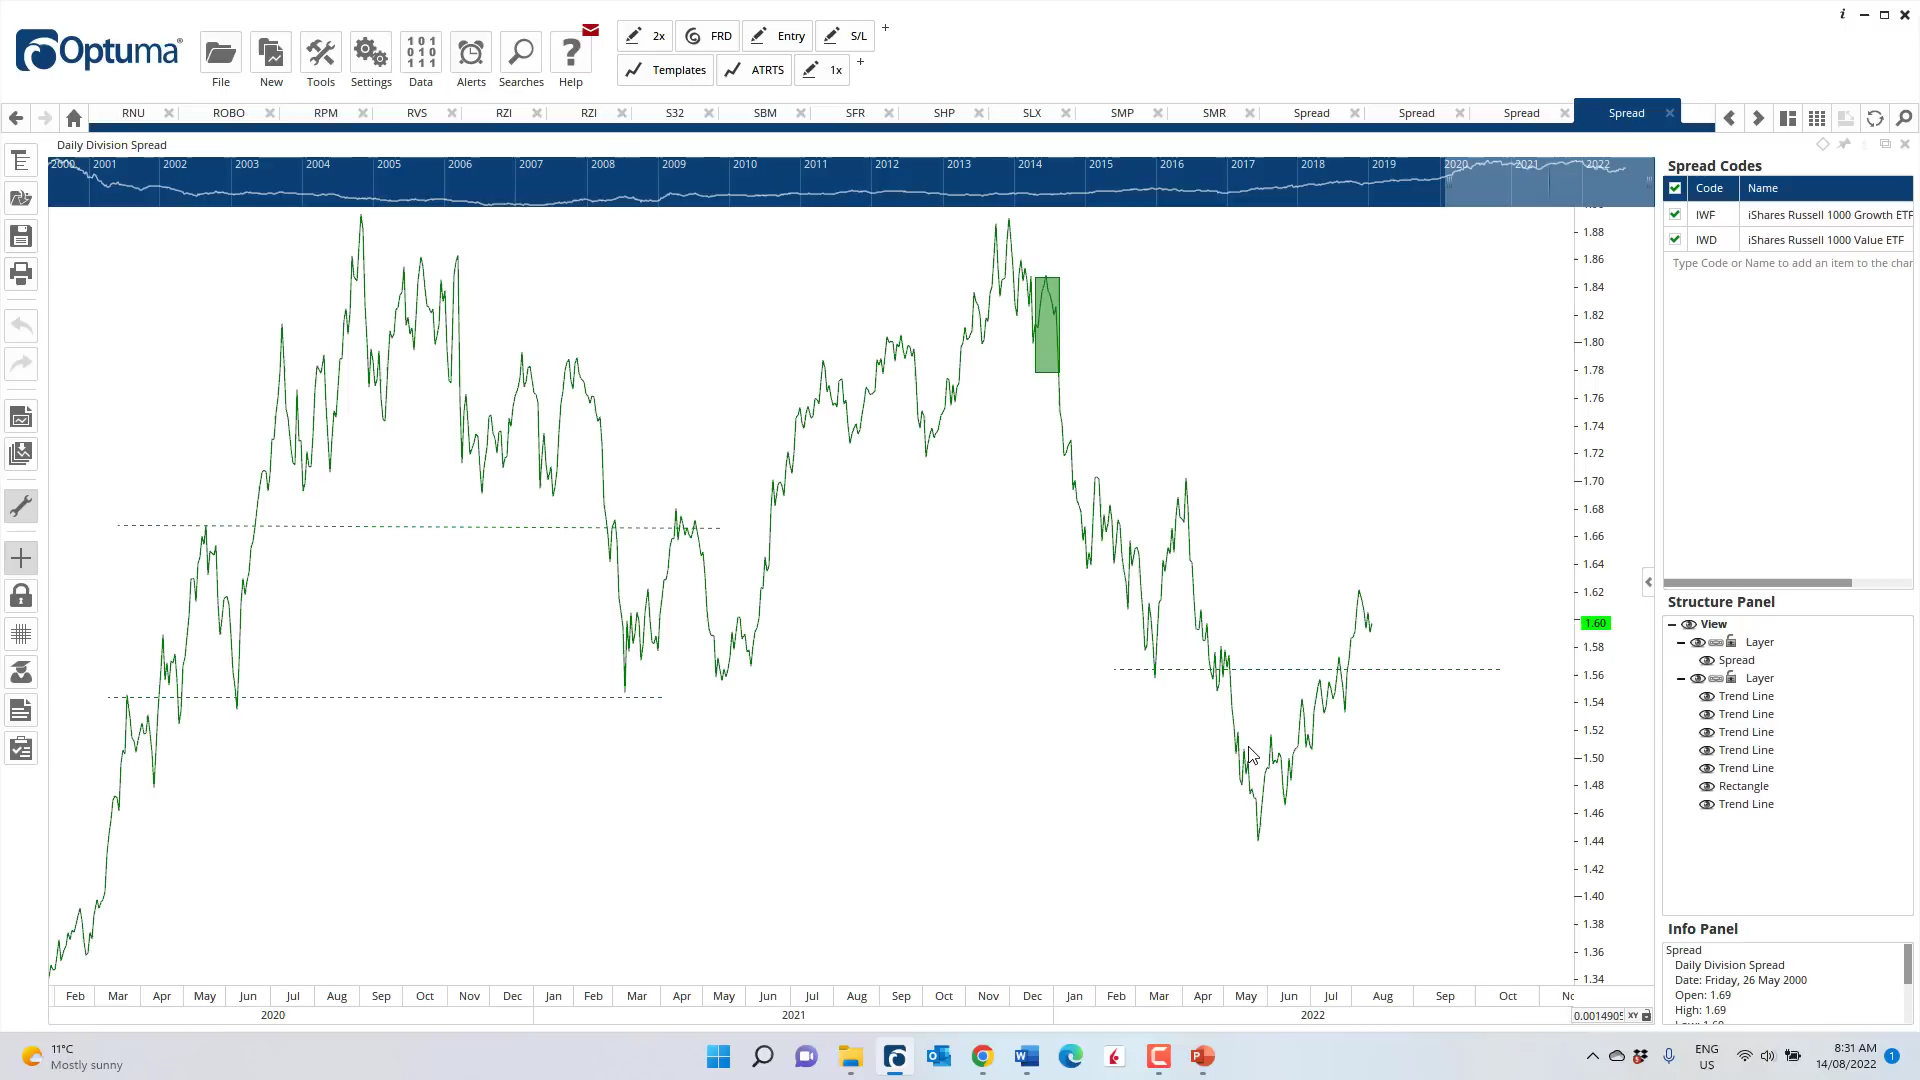 Optuma®
File
New
Tools
Settings
Data
Alerts
Searches
Help
2x
FRD
Entry
S/L
Templates
ATRTS
1x
RNU
ROBO
RPM
RVS
RZI
RZI
S32
SBM
SFR
SHP
SLX
SMP
SMR
Spread
Spread
Spread
Spread
Daily Division Spread
2000 2001 2002 2003 2004 2005 2006 2007 2008 2009 2010 2011 2012 2013 2014 2015 2016 2017 2018 2019 2020 2021 2022
1.88
1.86
1.84
1.82
1.80
1.78
1.76
1.74
1.72
1.70
1.68
1.66
1.64
1.62
1.60
1.58
1.56
1.54
1.52
1.50
1.48
1.46
1.44
1.42
1.40
1.38
1.36
1.34
Feb Mar Apr May Jun Jul Aug Sep Oct Nov Dec Jan Feb Mar Apr May Jun Jul Aug Sep Oct Nov Dec Jan Feb Mar Apr May Jun Jul Aug Sep Oct
2020 2021 2022
0.0014905 XY
Spread Codes
Code Name
IWF iShares Russell 1000 Growth ETF
IWD iShares Russell 1000 Value ETF
Type Code or Name to add an item to the char
Structure Panel
View
Layer
Spread
Layer
Trend Line
Trend Line
Trend Line
Trend Line
Trend Line
Rectangle
Trend Line
Info Panel
Spread
Daily Division Spread
Date: Friday, 26 May 2000
Open: 1.69
High: 1.69
11°C
Mostly sunny
ENG
US
8:31 AM
14/08/2022
1